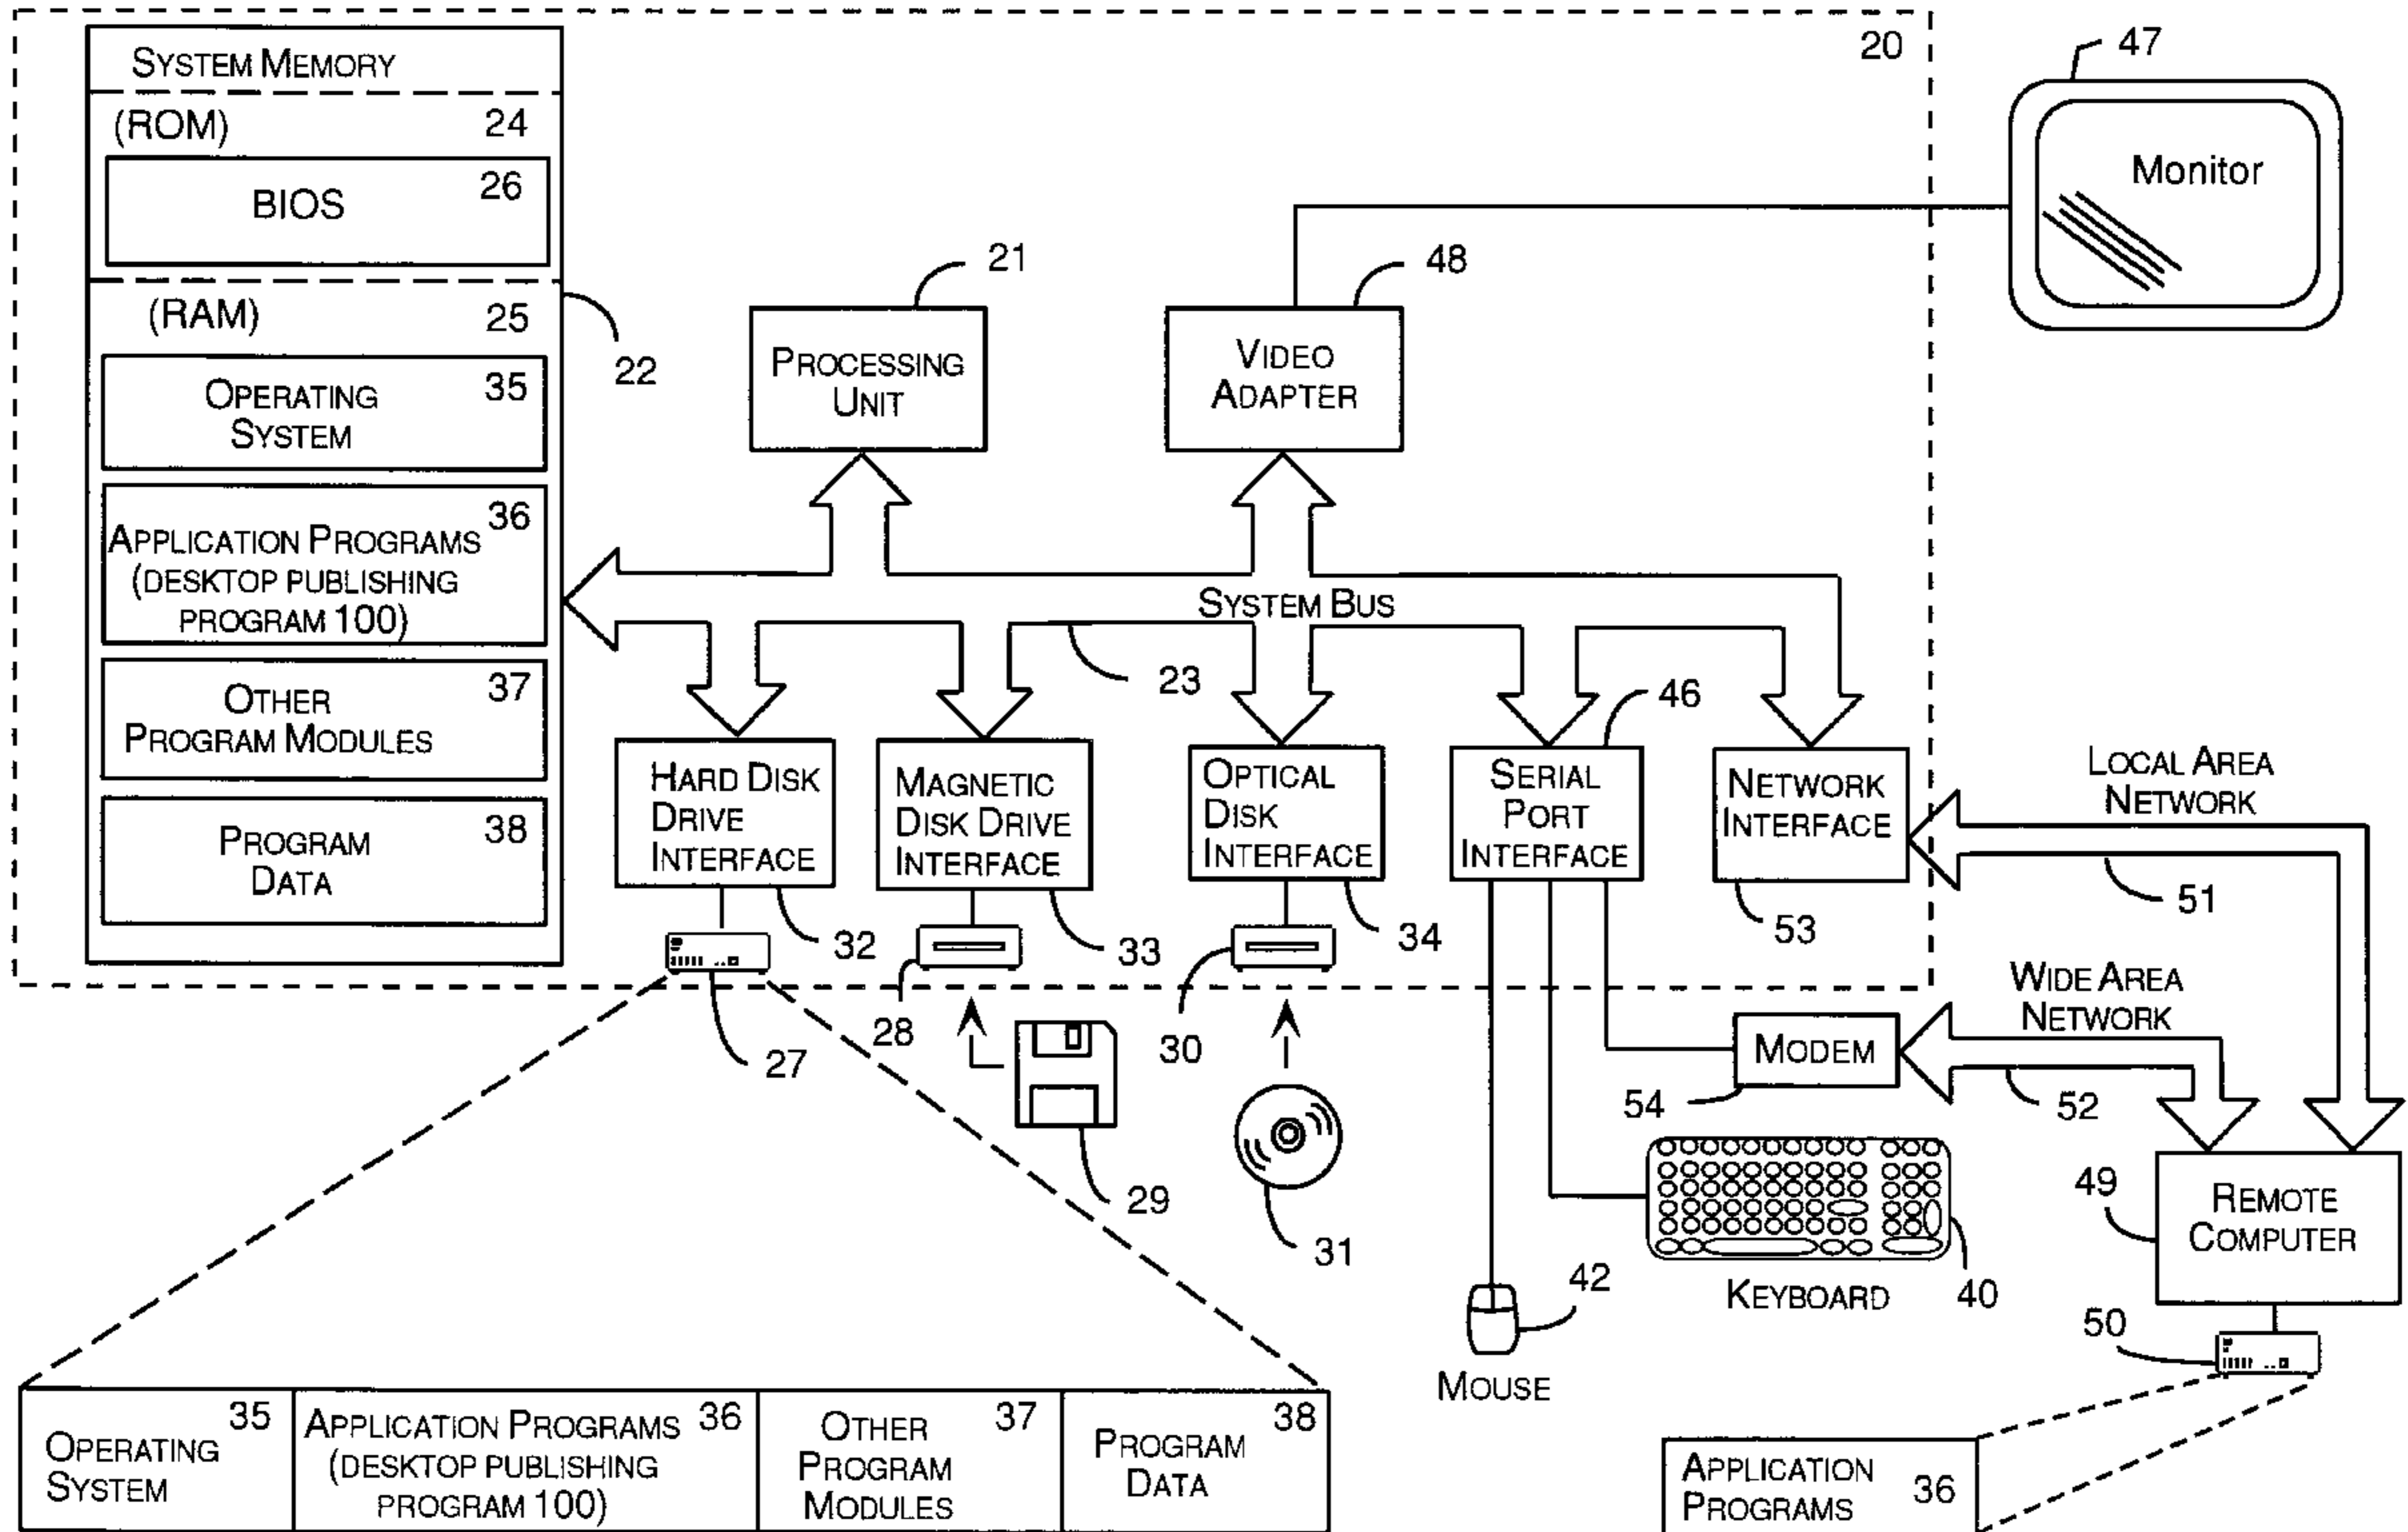 20
47
Monitor
SYSTEM MEMORY
(ROM) 24
BIOS 26
(RAM) 25
22
OPERATING
SYSTEM
35
APPLICATION PROGRAMS
(DESKTOP PUBLISHING
PROGRAM 100)
36
OTHER
PROGRAM MODULES
37
PROGRAM
DATA
38
21
PROCESSING
UNIT
48
VIDEO
ADAPTER
SYSTEM BUS
23
HARD DISK
DRIVE
INTERFACE
32
MAGNETIC
DISK DRIVE
INTERFACE
33
OPTICAL
DISK
INTERFACE
34
46
SERIAL
PORT
INTERFACE
NETWORK
INTERFACE
53
LOCAL AREA
NETWORK
51
27
28
29
30
31
WIDE AREA
NETWORK
52
MODEM
54
KEYBOARD
40
42
MOUSE
49
REMOTE
COMPUTER
50
OPERATING
SYSTEM
35
APPLICATION PROGRAMS
(DESKTOP PUBLISHING
PROGRAM 100)
36
OTHER
PROGRAM
MODULES
37
PROGRAM
DATA
38
APPLICATION
PROGRAMS
36